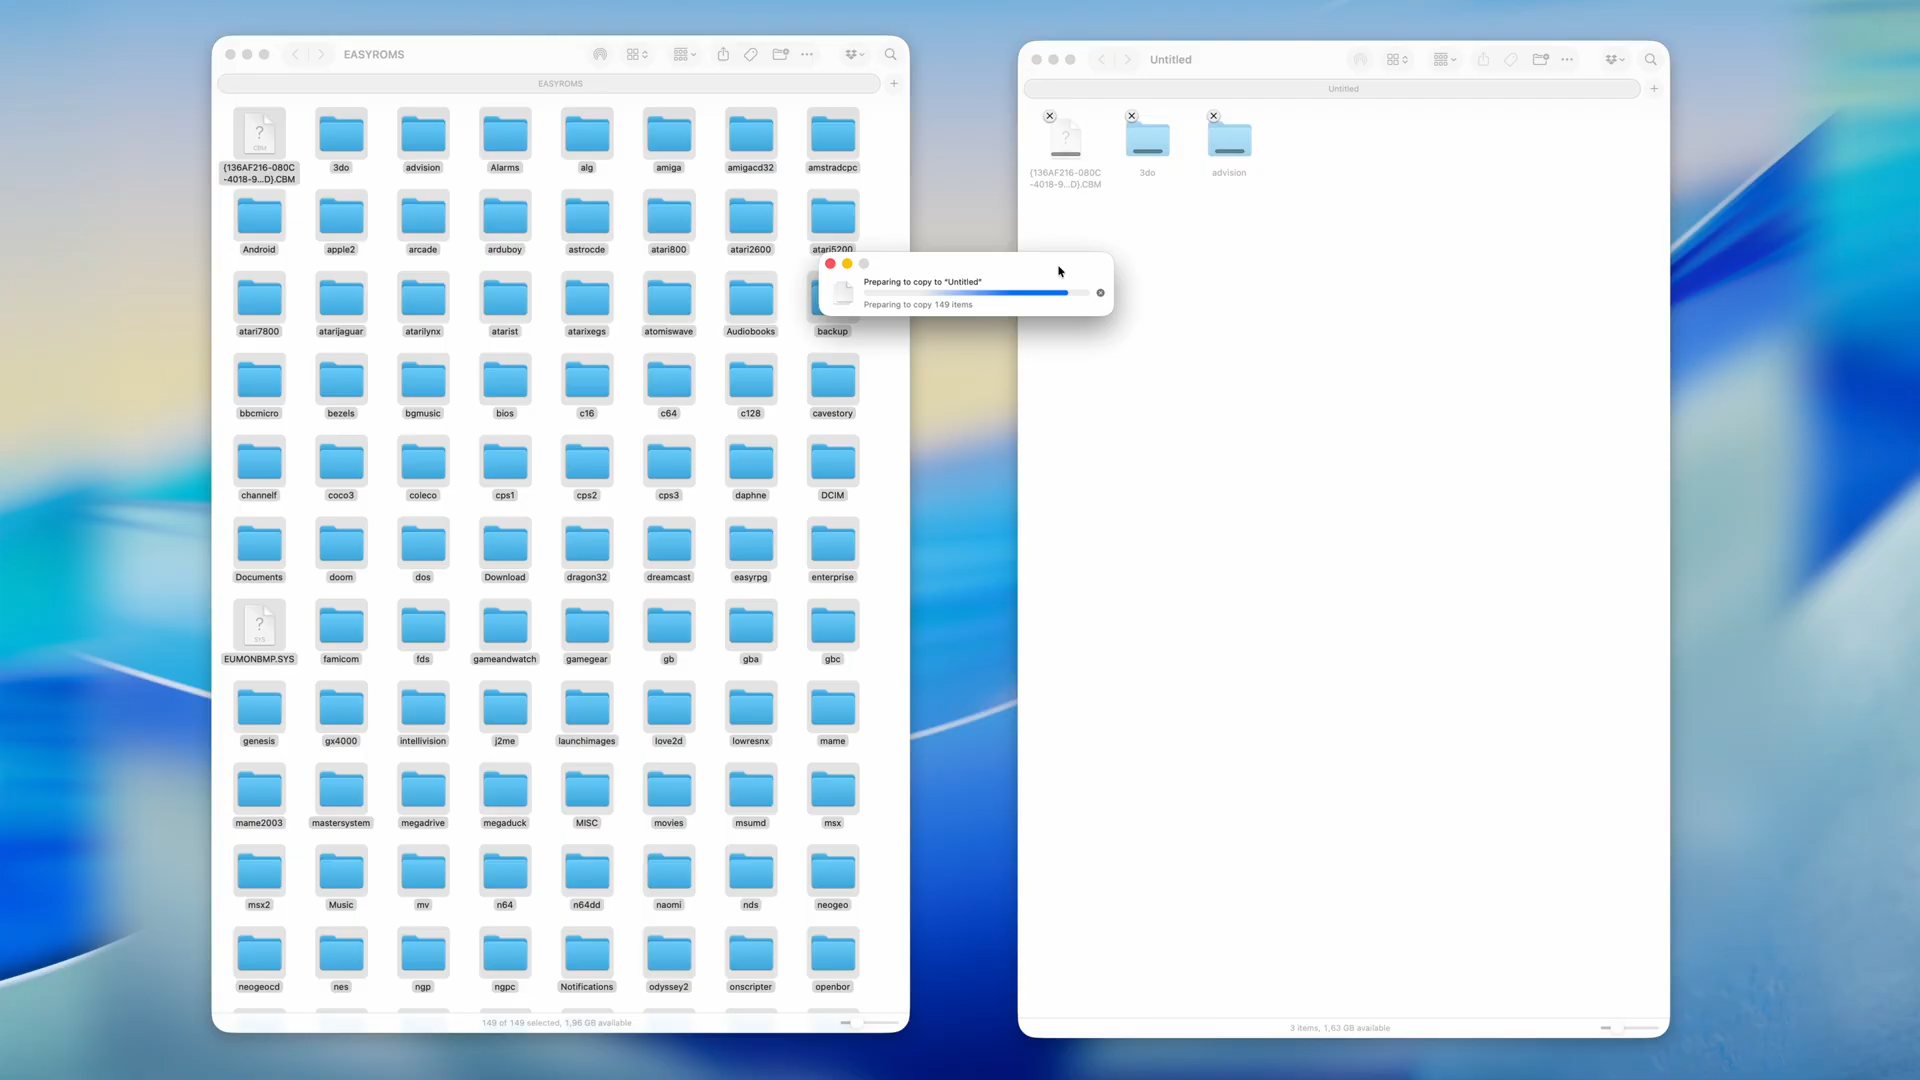 EASYROMS
EASYROMS
?
CBM
{136AF216-080C
-4018-9...D}.CBM
3do
advision
Alarms
alg
amiga
amigacd32
amstradcpc
Android
apple2
arcade
arduboy
astrocde
atari800
atari2600
atari5200
atari7800
atarijaguar
atarilynx
atarist
atarixegs
atomiswave
Audiobooks
backup
bbcmicro
bezels
bgmusic
bios
c16
c64
c128
cavestory
channelf
coco3
coleco
cps1
cps2
cps3
daphne
DCIM
Documents
doom
dos
Download
dragon32
dreamcast
easyrpg
enterprise
?
SYS
EUMONBMP.SYS
famicom
fds
gameandwatch
gamegear
gb
gba
gbc
genesis
gx4000
intellivision
j2me
launchimages
love2d
lowresnx
mame
mame2003
mastersystem
megadrive
megaduck
MISC
movies
msumd
msx
msx2
Music
mv
n64
n64dd
naomi
nds
neogeo
neogeocd
nes
ngp
ngpc
Notifications
odyssey2
onscripter
openbor
149 of 149 selected, 1,96 GB available
Preparing to copy to "Untitled"
Preparing to copy 149 items
Untitled
Untitled
?
{136AF216-080C
-4018-9...D}.CBM
3do
advision
3 items, 1,63 GB available